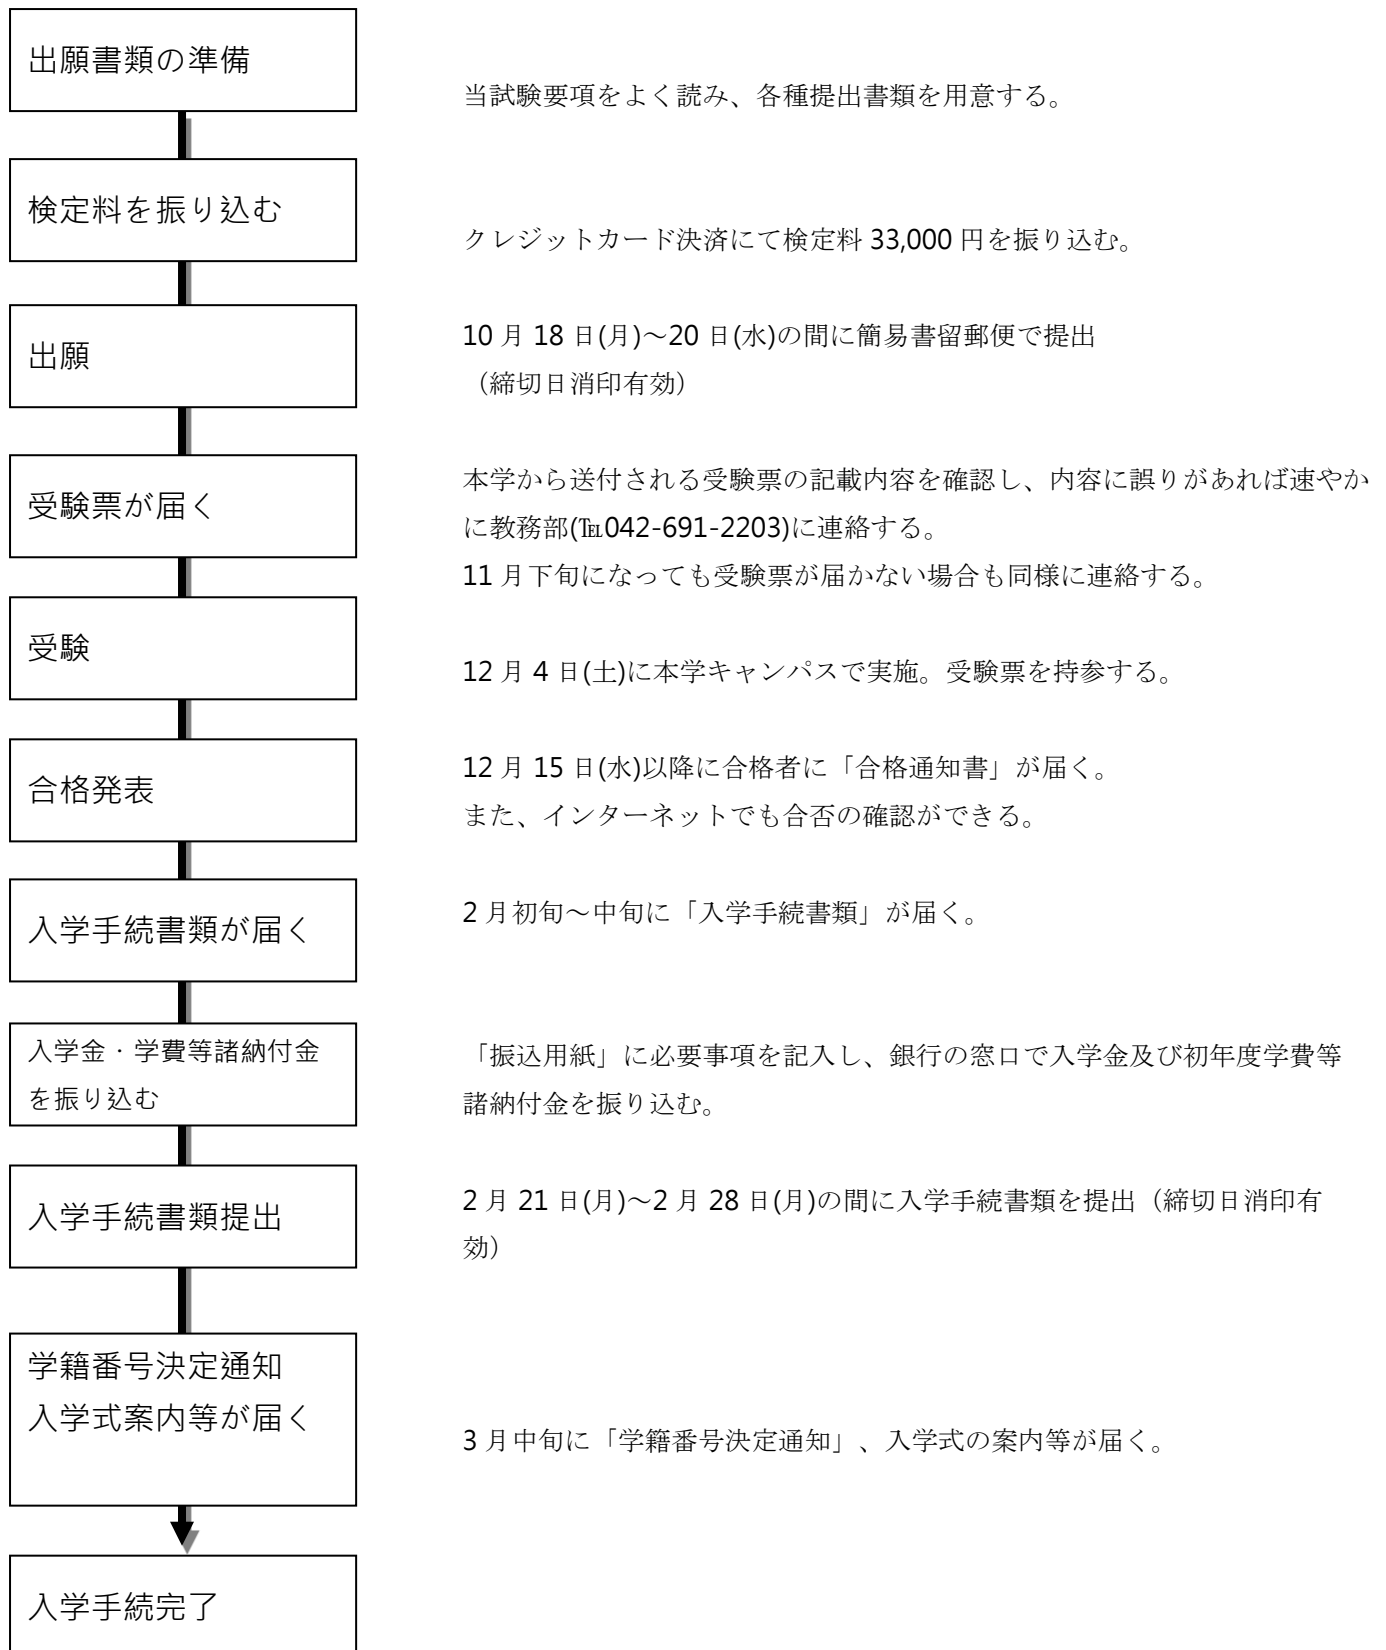 出願書類の準備
当試験要項をよく読み、各種提出書類を用意する。
検定料を振り込む
クレジットカード決済にて検定料 33,000 円を振り込む。
出願
10 月 18 日(月)～20 日(水)の間に簡易書留郵便で提出
（締切日消印有効）
受験票が届く
本学から送付される受験票の記載内容を確認し、内容に誤りがあれば速やか
に教務部(℡042-691-2203)に連絡する。
11 月下旬になっても受験票が届かない場合も同様に連絡する。
受験
12 月 4 日(土)に本学キャンパスで実施。受験票を持参する。
合格発表
12 月 15 日(水)以降に合格者に「合格通知書」が届く。
また、インターネットでも合否の確認ができる。
入学手続書類が届く
2 月初旬～中旬に「入学手続書類」が届く。
入学金・学費等諸納付金
を振り込む
「振込用紙」に必要事項を記入し、銀行の窓口で入学金及び初年度学費等
諸納付金を振り込む。
入学手続書類提出
2 月 21 日(月)～2 月 28 日(月)の間に入学手続書類を提出（締切日消印有
効）
学籍番号決定通知
入学式案内等が届く
3 月中旬に「学籍番号決定通知」、入学式の案内等が届く。
入学手続完了